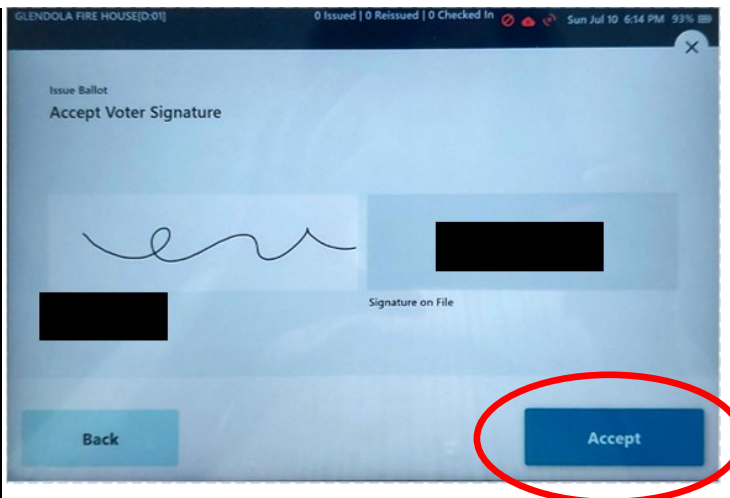 GLENDOLA FIRE HOUSE[D:01] 0 Issued | 0 Reissued | 0 Checked In Sun Jul 10 6:14 PM 93%
Issue Ballot
Accept Voter Signature
Signature on File
Back Accept